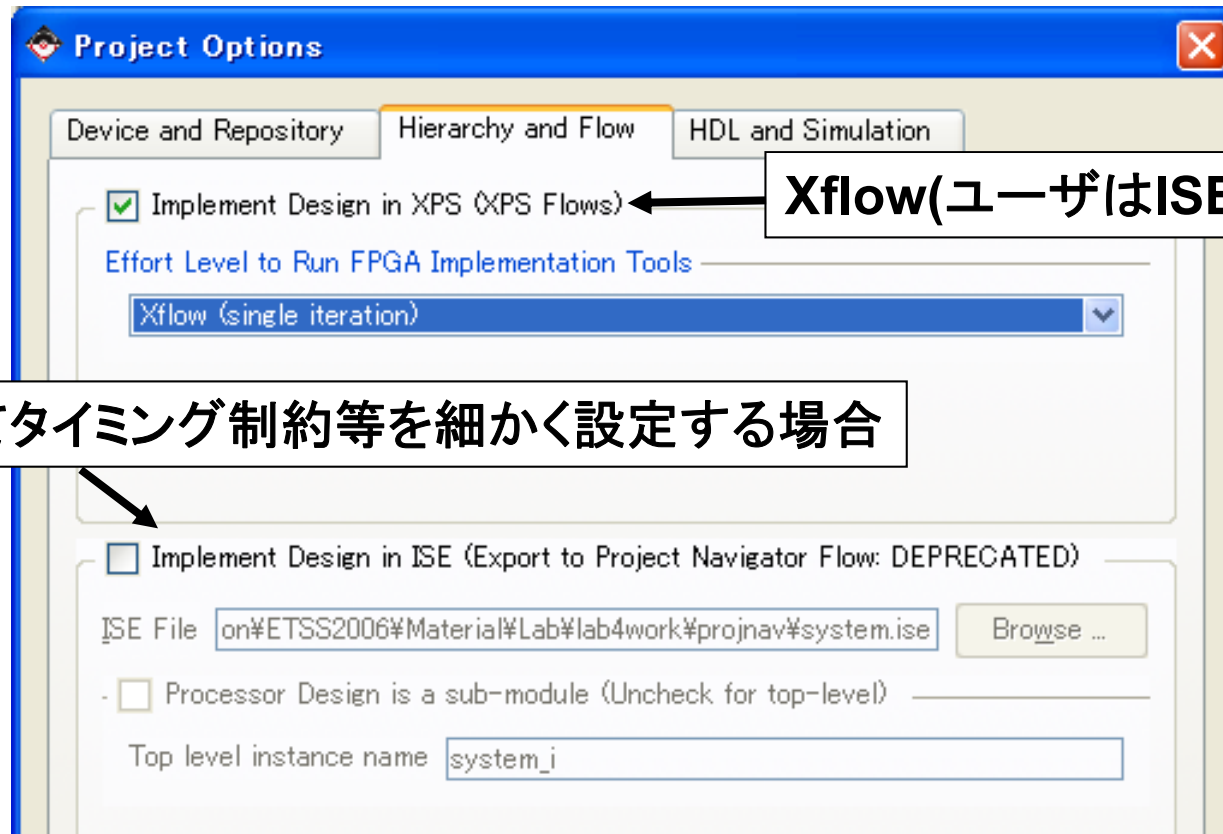 Project Options
Device and Repository
Hierarchy and Flow
HDL and Simulation
Implement Design in XPS (XPS Flows)
Xflow(ユーザはISE
Effort Level to Run FPGA Implementation Tools
Xflow (single iteration)
てタイミング制約等を細かく設定する場合
Implement Design in ISE (Export to Project Navigator Flow: DEPRECATED)
ISE File
on¥ETSS2006¥Material¥Lab¥lab4work¥projnav¥system.ise
Browse ...
Processor Design is a sub-module (Uncheck for top-level)
Top level instance name
system_i